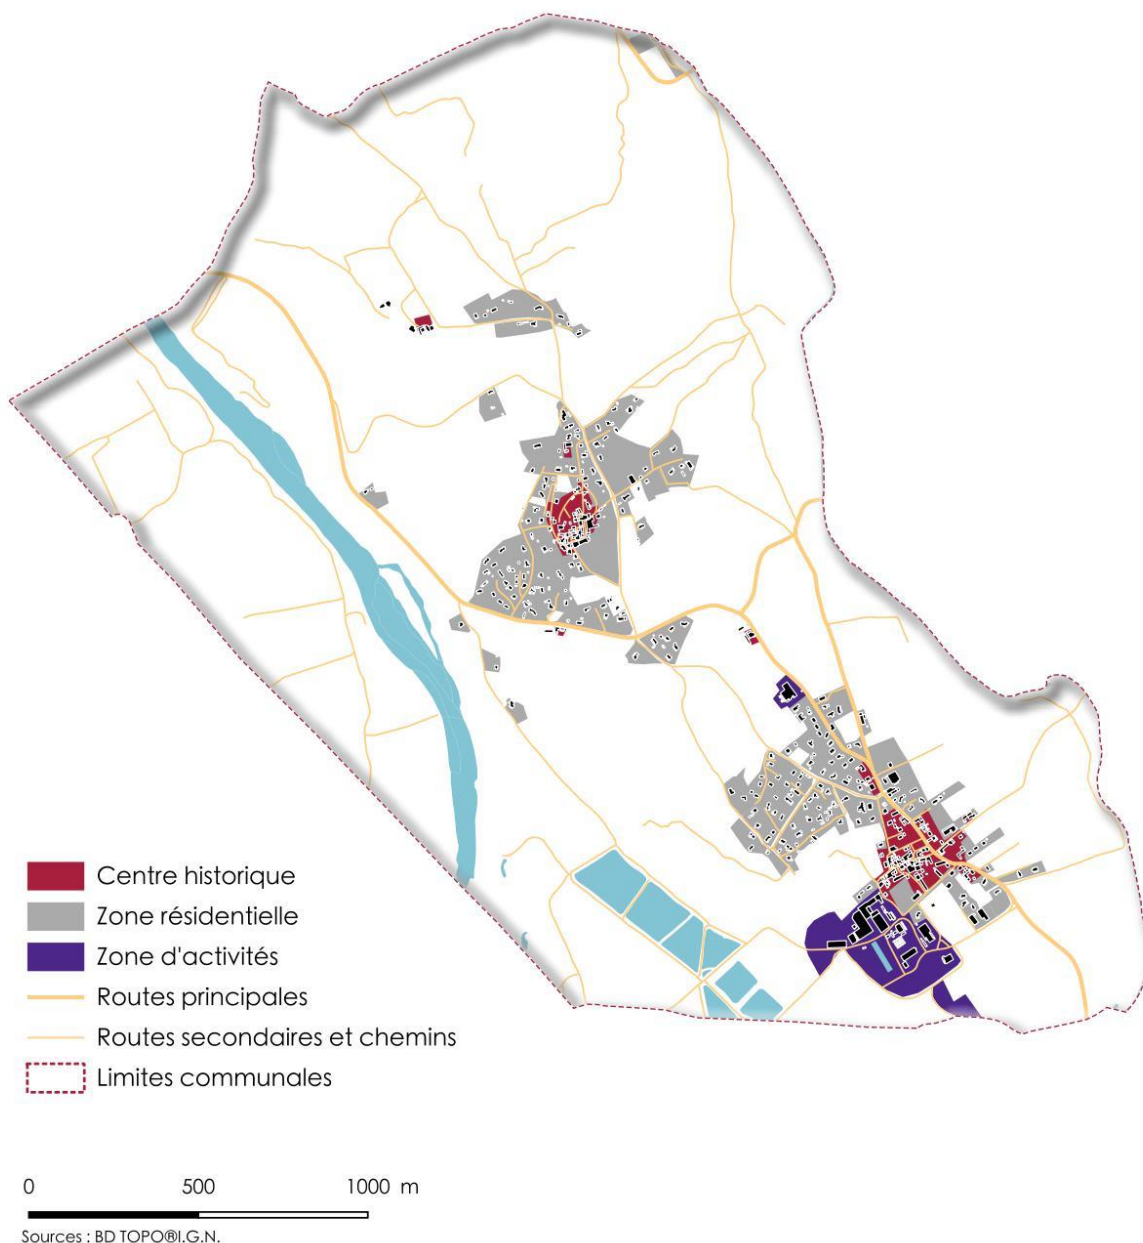 Centre historique
Zone résidentielle
Zone d'activités
Routes principales
Routes secondaires et chemins
Limites communales
0 500 1000 m
Sources : BD TOPO®I.G.N.